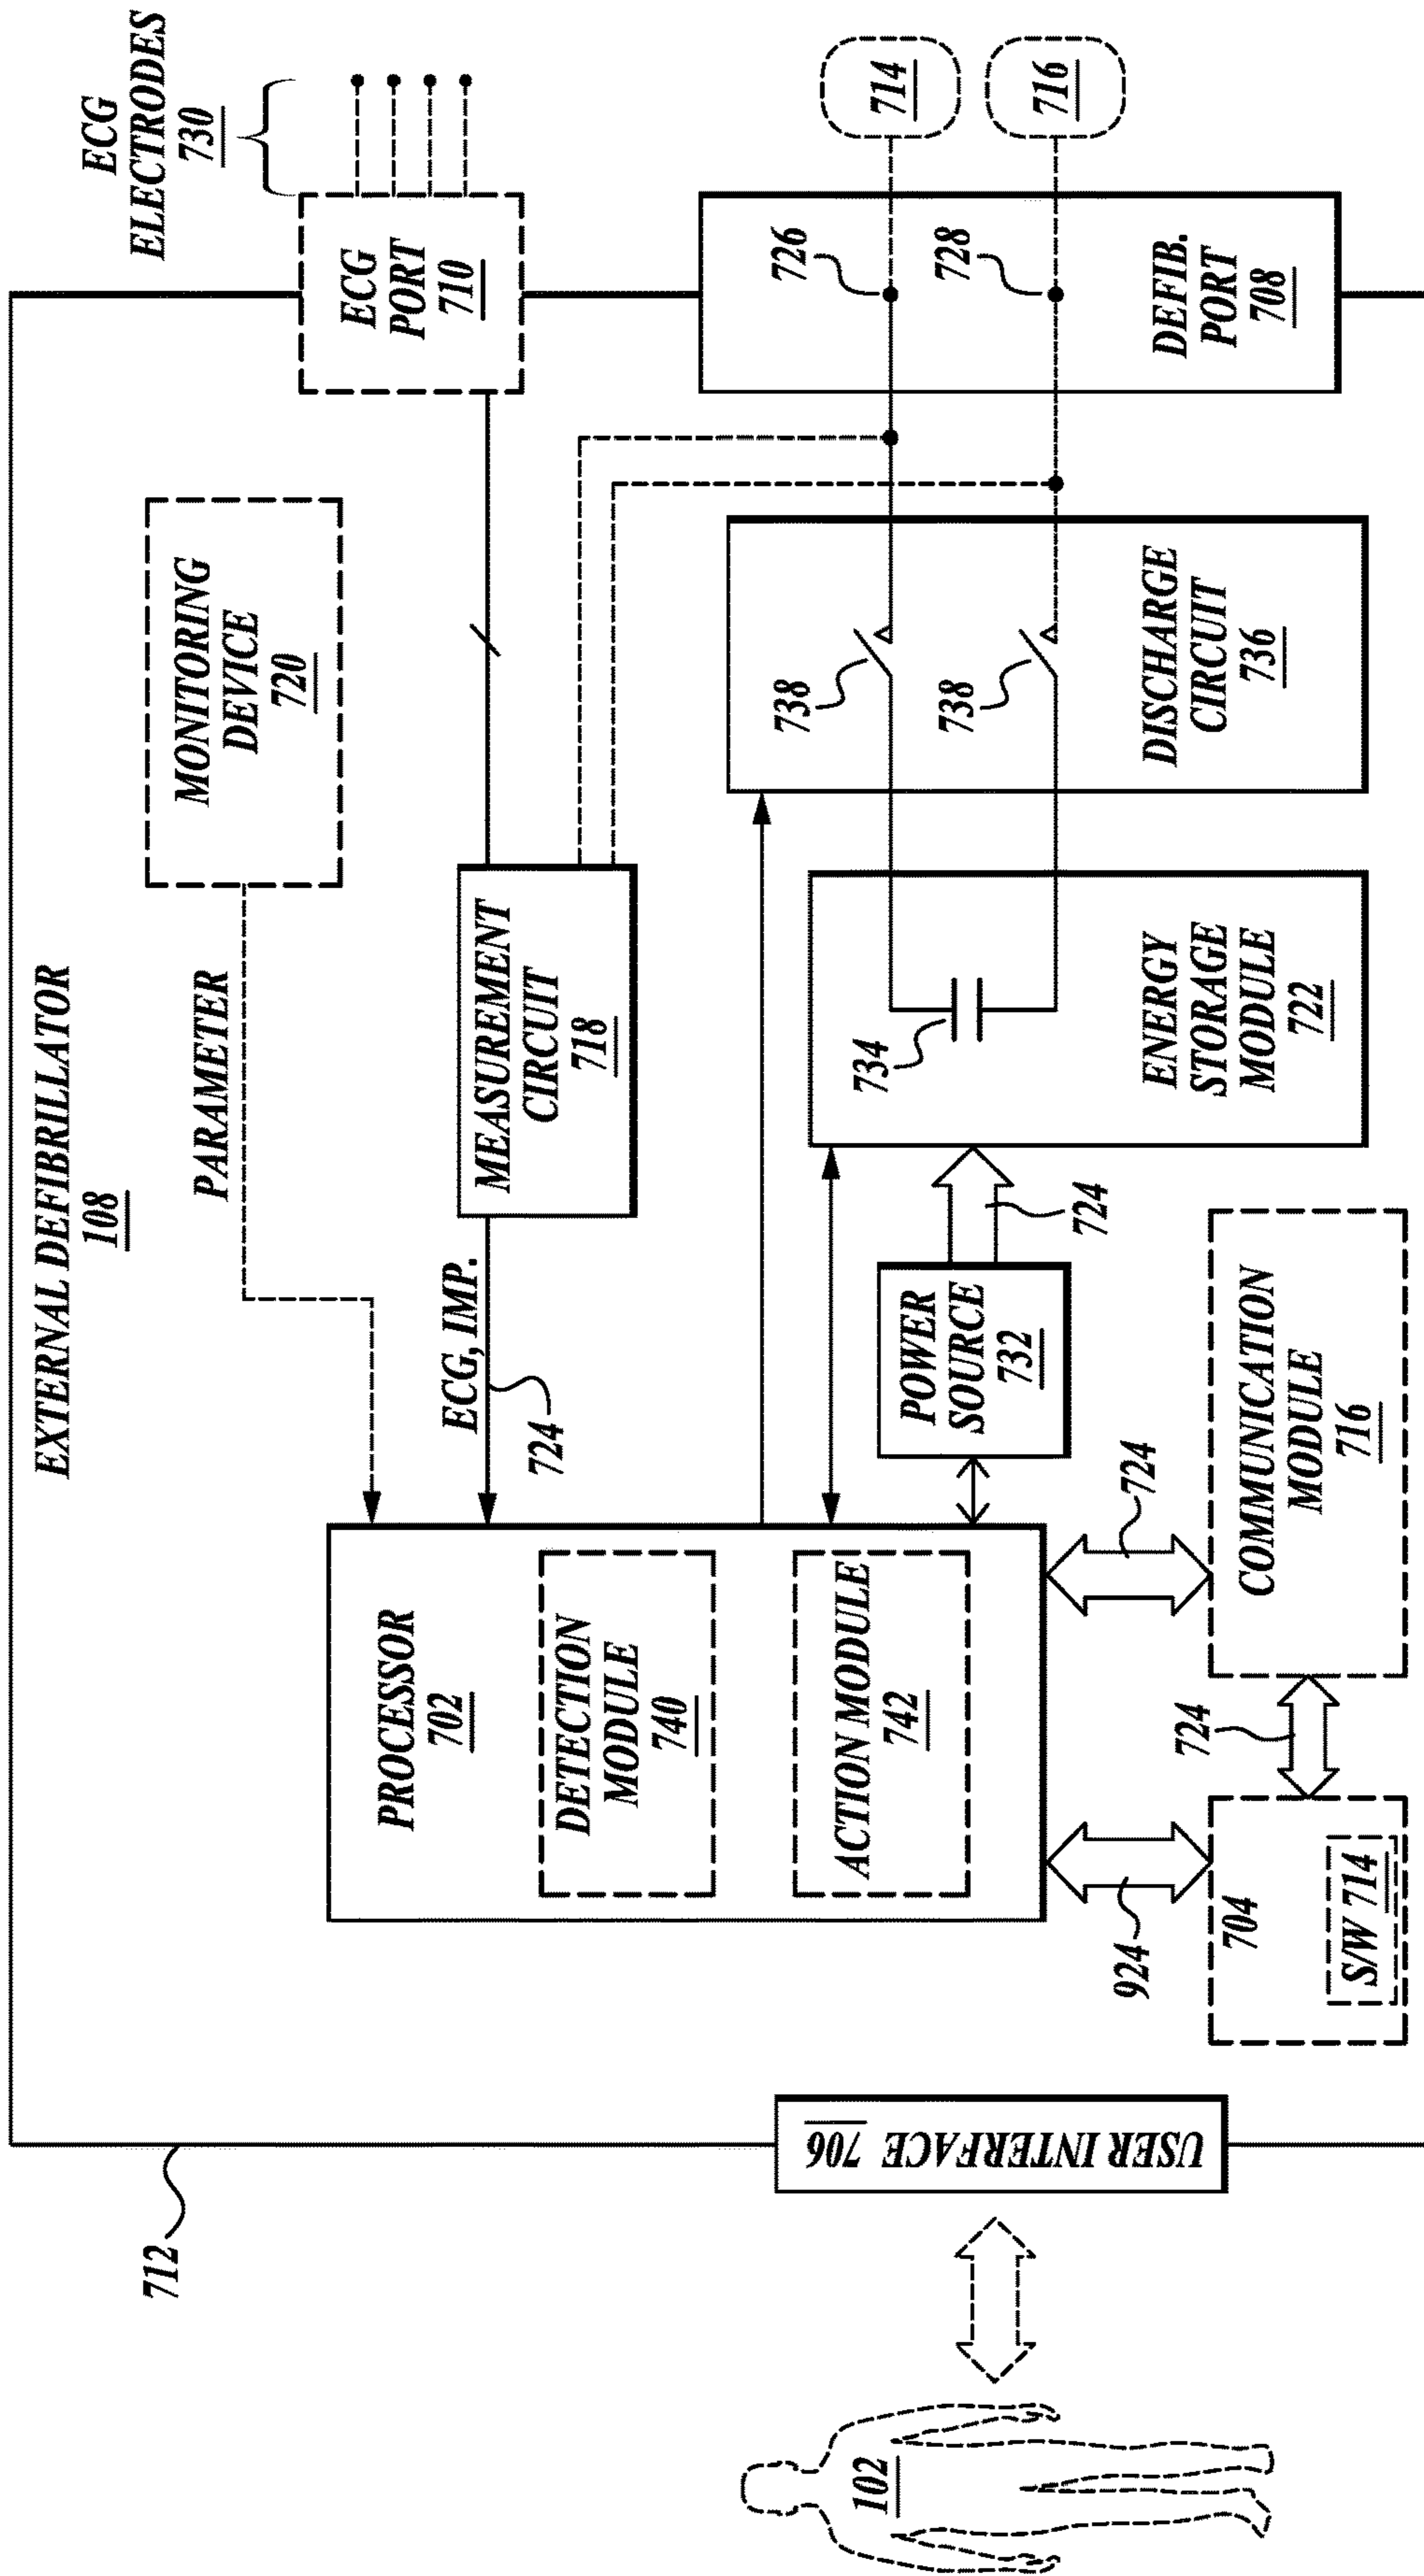 EXTERNAL DEFIBRILLATOR
108
712
ECG
ELECTRODES
730
ECG
PORT
710
MONITORING
DEVICE
720
PARAMETER
MEASUREMENT
CIRCUIT
718
ECG, IMP.
724
PROCESSOR
702
DETECTION
MODULE
740
ACTION MODULE
742
714
716
726
728
DEFIB.
PORT
708
738
738
DISCHARGE
CIRCUIT
736
734
ENERGY
STORAGE
MODULE
722
724
POWER
SOURCE
732
724
COMMUNICATION
MODULE
716
724
924
704
S/W 714
USER INTERFACE 706
102